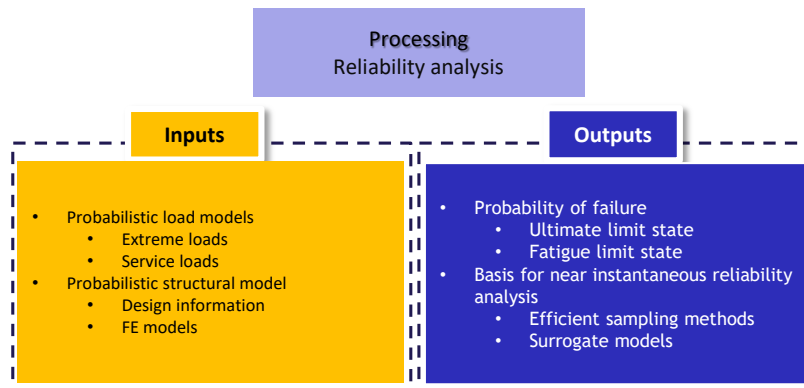 Processing
Reliability analysis
Inputs
• Probabilistic load models
• Extreme loads
• Service loads
• Probabilistic structural model
• Design information
• FE models
Outputs
• Probability of failure
• Ultimate limit state
• Fatigue limit state
• Basis for near instantaneous reliability
analysis
• Efficient sampling methods
• Surrogate models